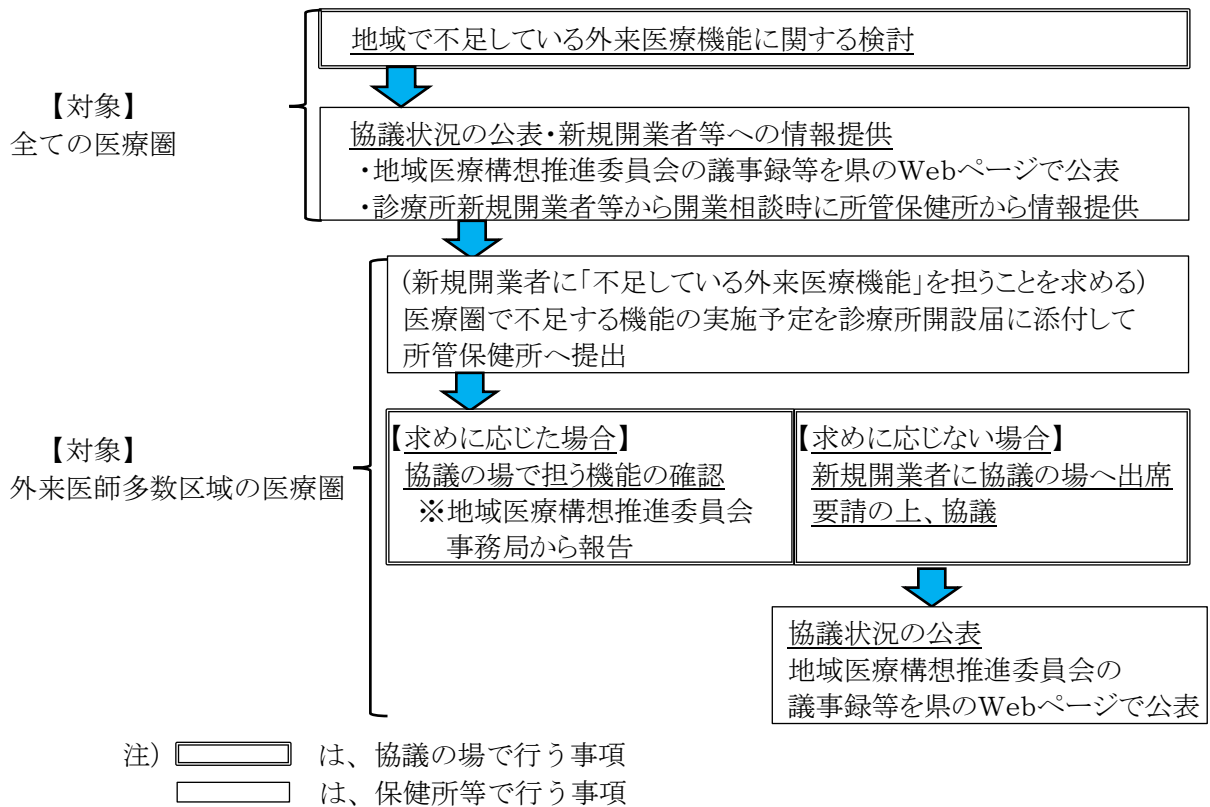 地域で不足している外来医療機能に関する検討
【対象】
全ての医療圏
協議状況の公表・新規開業者等への情報提供
・地域医療構想推進委員会の議事録等を県のWebページで公表
・診療所新規開業者等から開業相談時に所管保健所から情報提供
(新規開業者に「不足している外来医療機能」を担うことを求める)
医療圏で不足する機能の実施予定を診療所開設届に添付して
所管保健所へ提出
【対象】
外来医師多数区域の医療圏
【求めに応じた場合】
協議の場で担う機能の確認
※地域医療構想推進委員会
事務局から報告
【求めに応じない場合】
新規開業者に協議の場へ出席
要請の上、協議
協議状況の公表
地域医療構想推進委員会の
議事録等を県のWebページで公表
注) は、協議の場で行う事項
は、保健所等で行う事項